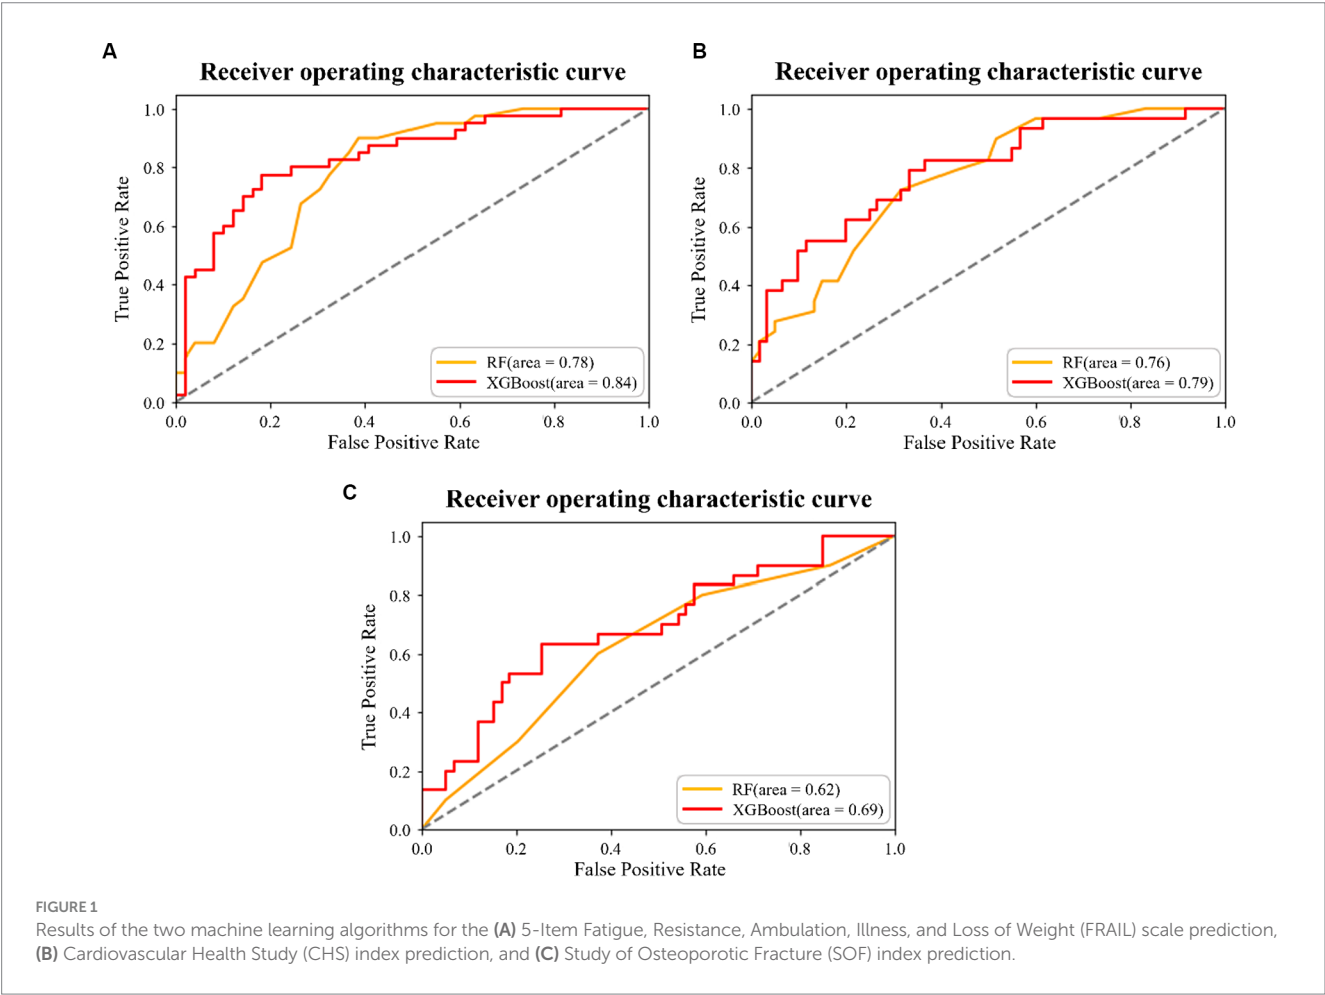 A
Receiver operating characteristic curve
1.0
0.8
0.6
0.4
0.2
0.0
True Positive Rate
RF(area = 0.78)
XGBoost(area = 0.84)
0.0 0.2 0.4 0.6 0.8 1.0
False Positive Rate
B
Receiver operating characteristic curve
1.0
0.8
0.6
0.4
0.2
0.0
True Positive Rate
RF(area = 0.76)
XGBoost(area = 0.79)
0.0 0.2 0.4 0.6 0.8 1.0
False Positive Rate
C
Receiver operating characteristic curve
1.0
0.8
0.6
0.4
0.2
0.0
True Positive Rate
RF(area = 0.62)
XGBoost(area = 0.69)
0.0 0.2 0.4 0.6 0.8 1.0
False Positive Rate
FIGURE 1
Results of the two machine learning algorithms for the (A) 5-Item Fatigue, Resistance, Ambulation, Illness, and Loss of Weight (FRAIL) scale prediction,
(B) Cardiovascular Health Study (CHS) index prediction, and (C) Study of Osteoporotic Fracture (SOF) index prediction.